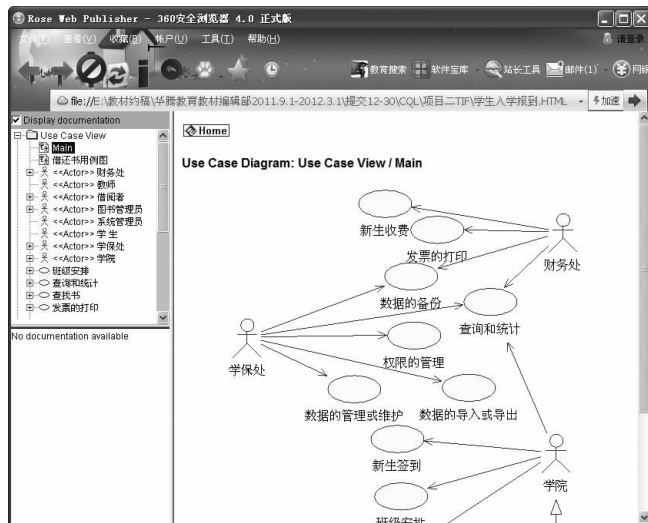 Rose Web Publisher - 360安全浏览器 4.0 正式版
文件(F) 查看(V) 收藏(B) 帐户(U) 工具(T) 帮助(H)
请登录
教育搜索 软件宝库 站长工具 邮件(1) 网
file://E:\教材约稿\华腾教育教材编辑部2011.9.1-2012.3.1\提交12-30\CQL\项目二TIF\学生入学报到.HTML
加速
Display documentation
Use Case View
Main
借还书用例图
<<Actor>> 财务处
<<Actor>> 教师
<<Actor>> 借阅者
<<Actor>> 图书管理员
<<Actor>> 系统管理员
<<Actor>> 学生
<<Actor>> 学保处
<<Actor>> 学院
班级安排
查询和统计
查找书
发票的打印
No documentation available
Home
Use Case Diagram: Use Case View / Main
新生收费
发票的打印
财务处
数据的备份
查询和统计
学保处
权限的管理
数据的管理或维护
数据的导入或导出
新生签到
学院
班级安排